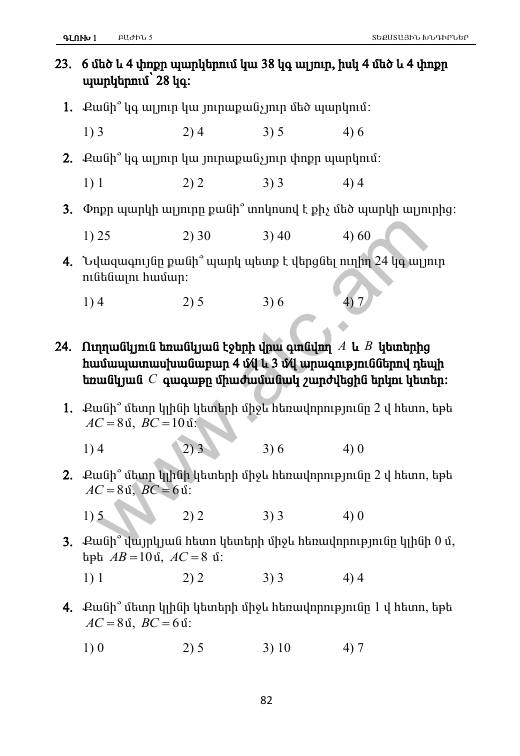 ԳԼՈՒԽ 1 ԲԱԺԻՆ 5 ՏԵՔՍՏԱՅԻՆ ԽՆԴԻՐՆԵՐ
23. 6 մեծ և 4 փոքր պարկերում կա 38 կգ ալյուր, իսկ 4 մեծ և 4 փոքր
պարկերում՝ 28 կգ:
1. Քանի՞ կգ ալյուր կա յուրաքանչյուր մեծ պարկում:
1) 3 2) 4 3) 5 4) 6
2. Քանի՞ կգ ալյուր կա յուրաքանչյուր փոքր պարկում:
1) 1 2) 2 3) 3 4) 4
3. Փոքր պարկի ալյուրը քանի՞ տոկոսով է քիչ մեծ պարկի ալյուրից:
1) 25 2) 30 3) 40 4) 60
4. Նվազագույնը քանի՞ պարկ պետք է վերցնել ուղիղ 24 կգ ալյուր
ունենալու համար:
1) 4 2) 5 3) 6 4) 7
24. Ուղղանկյուն եռանկյան էջերի վրա գտնվող A և B կետերից
համապատասխանաբար 4 մ/վ և 3 մ/վ արագություններով դեպի
եռանկյան C գագաթը միաժամանակ շարժվեցին երկու կետեր:
1. Քանի՞ մետր կլինի կետերի միջև հեռավորությունը 2 վ հետո, եթե
AC = 8մ, BC = 10մ:
1) 4 2) 3 3) 6 4) 0
2. Քանի՞ մետր կլինի կետերի միջև հեռավորությունը 2 վ հետո, եթե
AC = 8մ, BC = 6մ:
1) 5 2) 2 3) 3 4) 0
3. Քանի՞ վայրկյան հետո կետերի միջև հեռավորությունը կլինի 0 մ,
եթե AB = 10մ, AC = 8 մ:
1) 1 2) 2 3) 3 4) 4
4. Քանի՞ մետր կլինի կետերի միջև հեռավորությունը 1 վ հետո, եթե
AC = 8մ, BC = 6մ:
1) 0 2) 5 3) 10 4) 7
82
www.atc.am